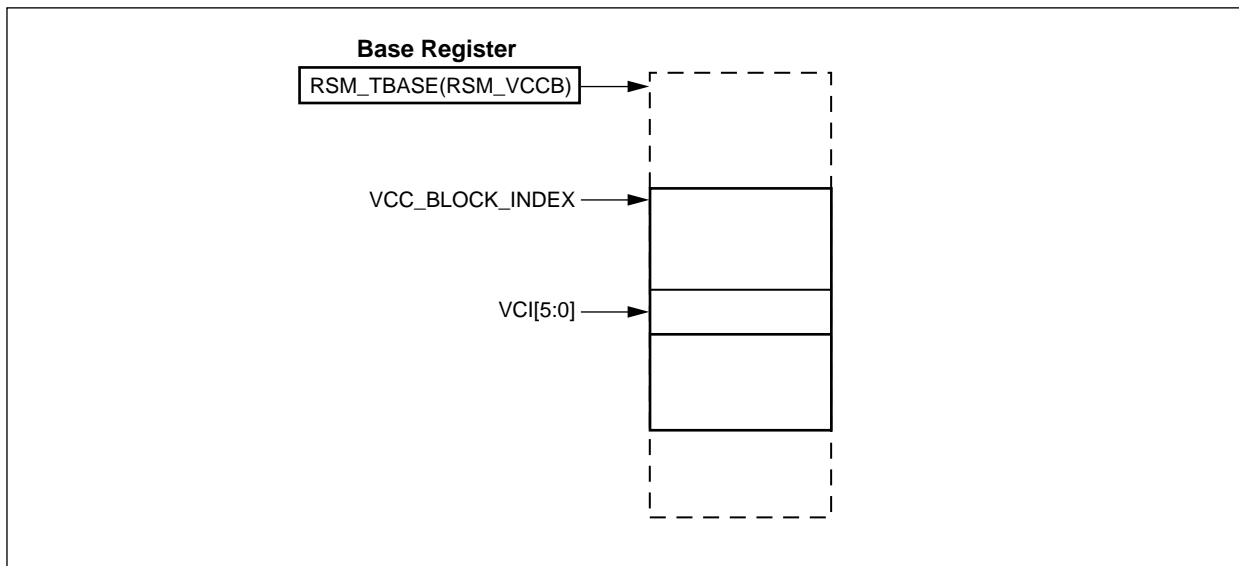 Base Register
RSM_TBASE(RSM_VCCB)
VCC_BLOCK_INDEX
VCI[5:0]